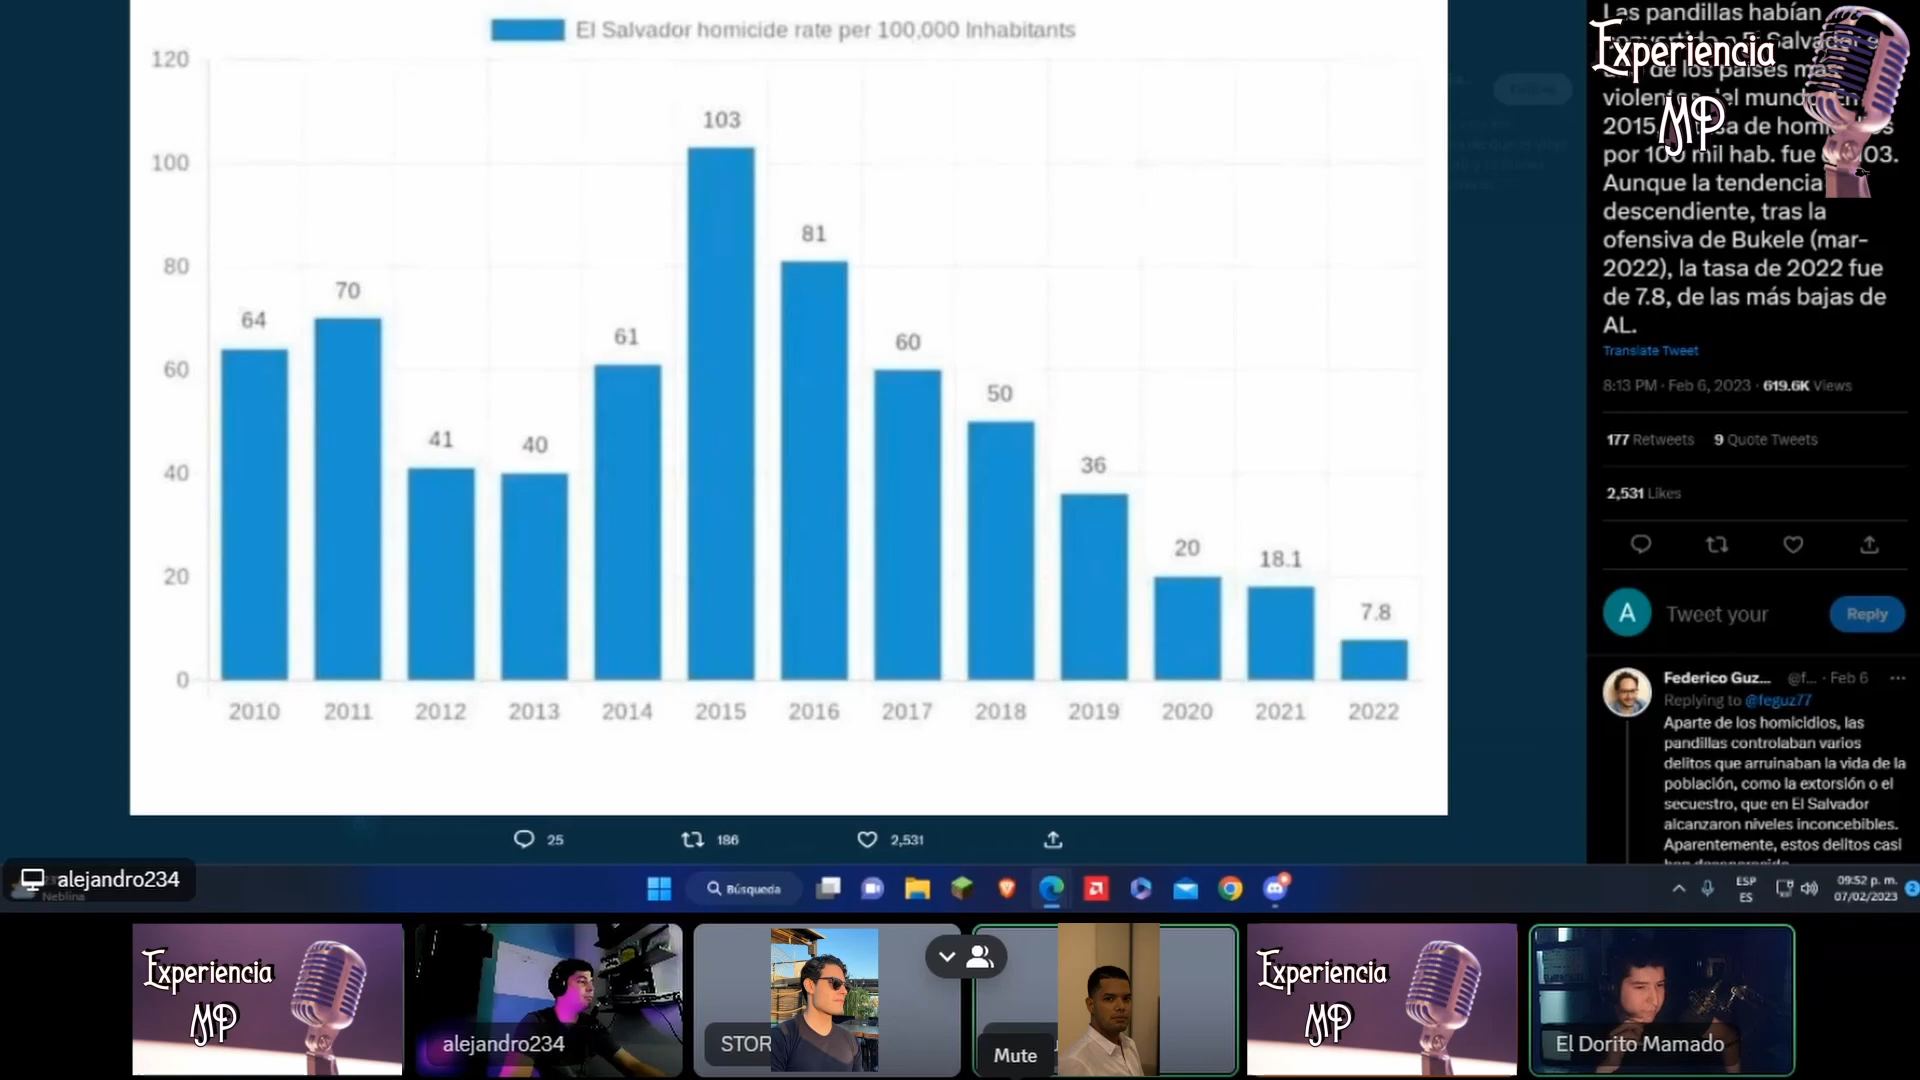 El Salvador homicide rate per 100,000 Inhabitants
120
100
80
60
40
20
0
64
70
41
40
61
103
81
60
50
36
20
18.1
7.8
2010
2011
2012
2013
2014
2015
2016
2017
2018
2019
2020
2021
2022
25
186
2,531
Las pandillas habían
Salvador
de los países más
del mundo
2015
por 100 mil hab. fue
Aunque la tendencia
descendiente, tras la
ofensiva de Bukele (mar-
2022), la tasa de 2022 fue
de 7.8, de las más bajas de
AL.
Translate Tweet
8:13 PM · Feb 6, 2023 · 619.6K Views
177 Retweets 9 Quote Tweets
2,531 Likes
A
Tweet your
Reply
Federico Guz... @f... · Feb 6
Replying to @feguz77
Aparte de los homicidios, las
pandillas controlaban varios
delitos que arruinaban la vida de la
población, como la extorsión o el
secuestro, que en El Salvador
alcanzaron niveles inconcebibles.
Aparentemente, estos delitos casi
Experiencia
MP
alejandro234
Neblina
Búsqueda
ESP
ES
09:52 p. m.
07/02/2023
2
Experiencia
MP
alejandro234
STOR
Mute
Experiencia
MP
El Dorito Mamado